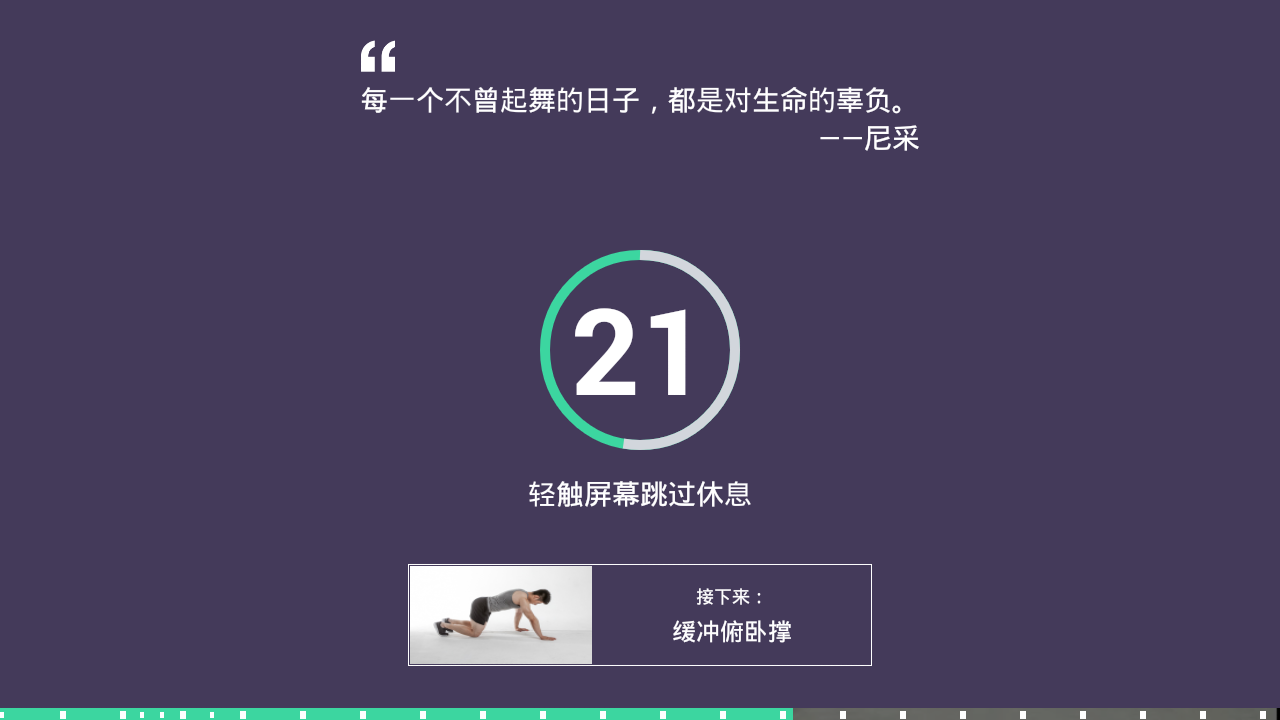 “
每一个不曾起舞的日子，都是对生命的辜负。
——尼采
21
轻触屏幕跳过休息
接下来：
缓冲俯卧撑